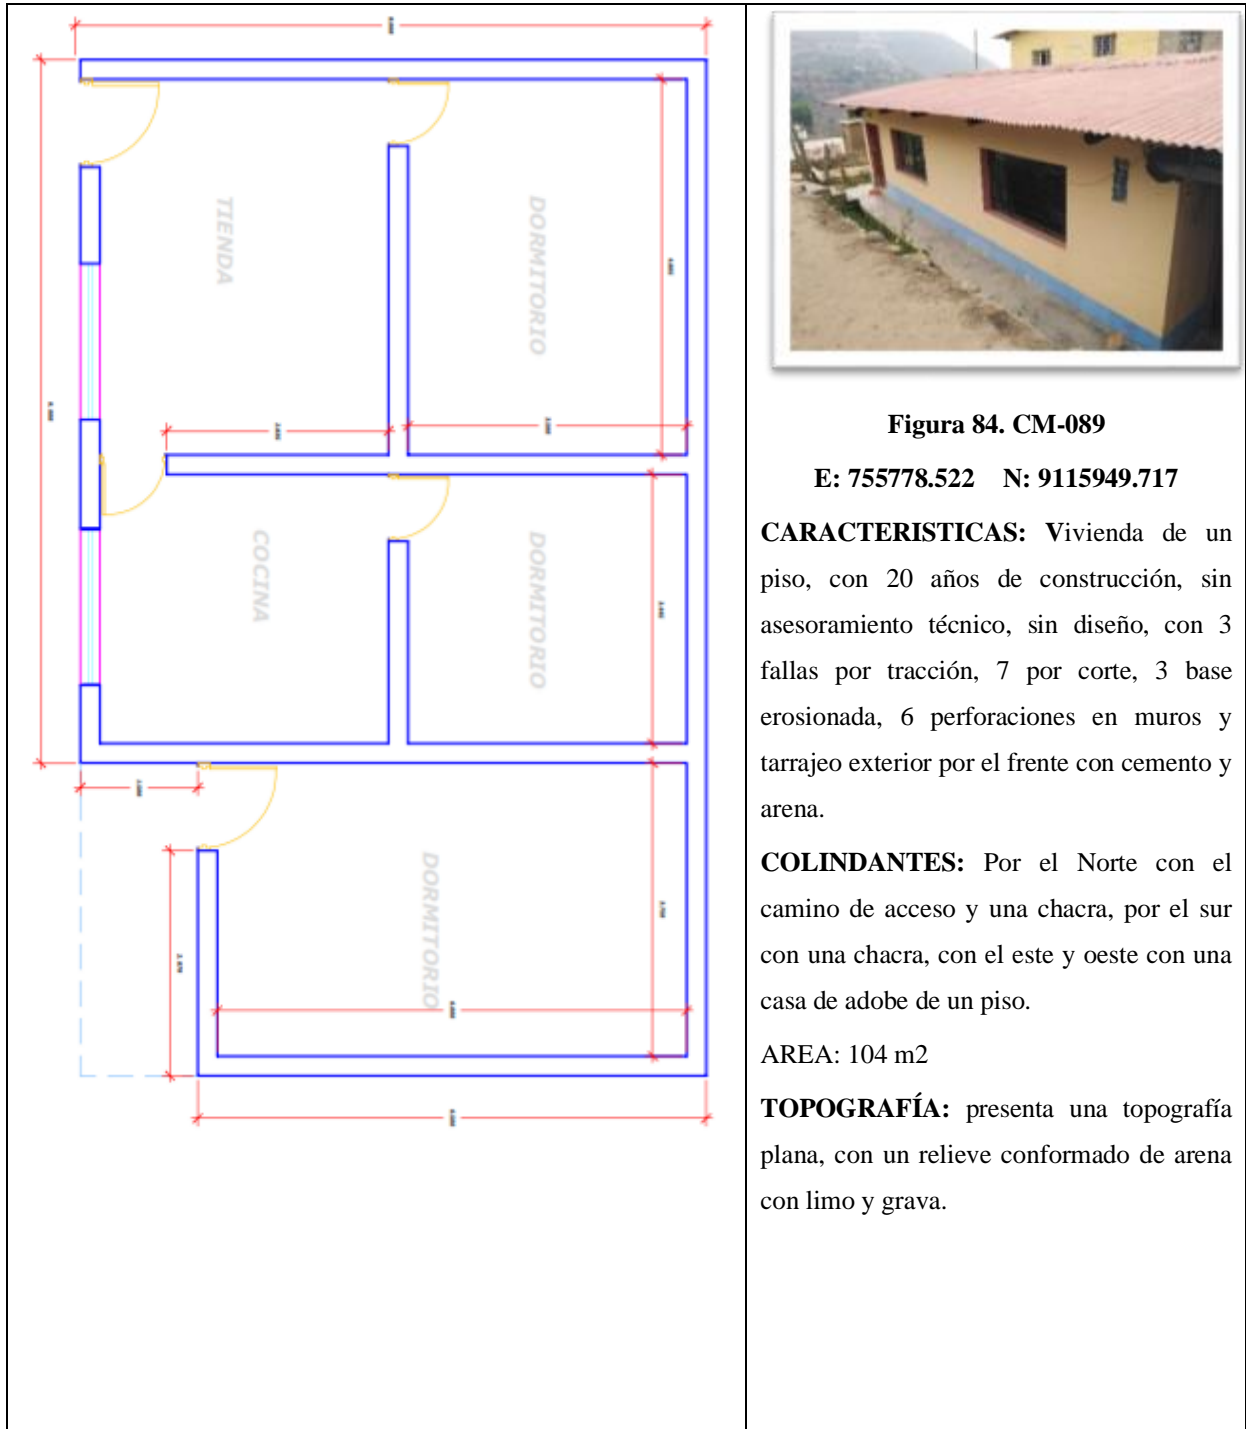 TIENDA
DORMITORIO
COCINA
DORMITORIO
DORMITORIO
2.870
Figura 84. CM-089
E: 755778.522 N: 9115949.717
CARACTERISTICAS: Vivienda de un
piso, con 20 años de construcción, sin
asesoramiento técnico, sin diseño, con 3
fallas por tracción, 7 por corte, 3 base
erosionada, 6 perforaciones en muros y
tarrajeo exterior por el frente con cemento y
arena.
COLINDANTES: Por el Norte con el
camino de acceso y una chacra, por el sur
con una chacra, con el este y oeste con una
casa de adobe de un piso.
AREA: 104 m2
TOPOGRAFÍA: presenta una topografía
plana, con un relieve conformado de arena
con limo y grava.